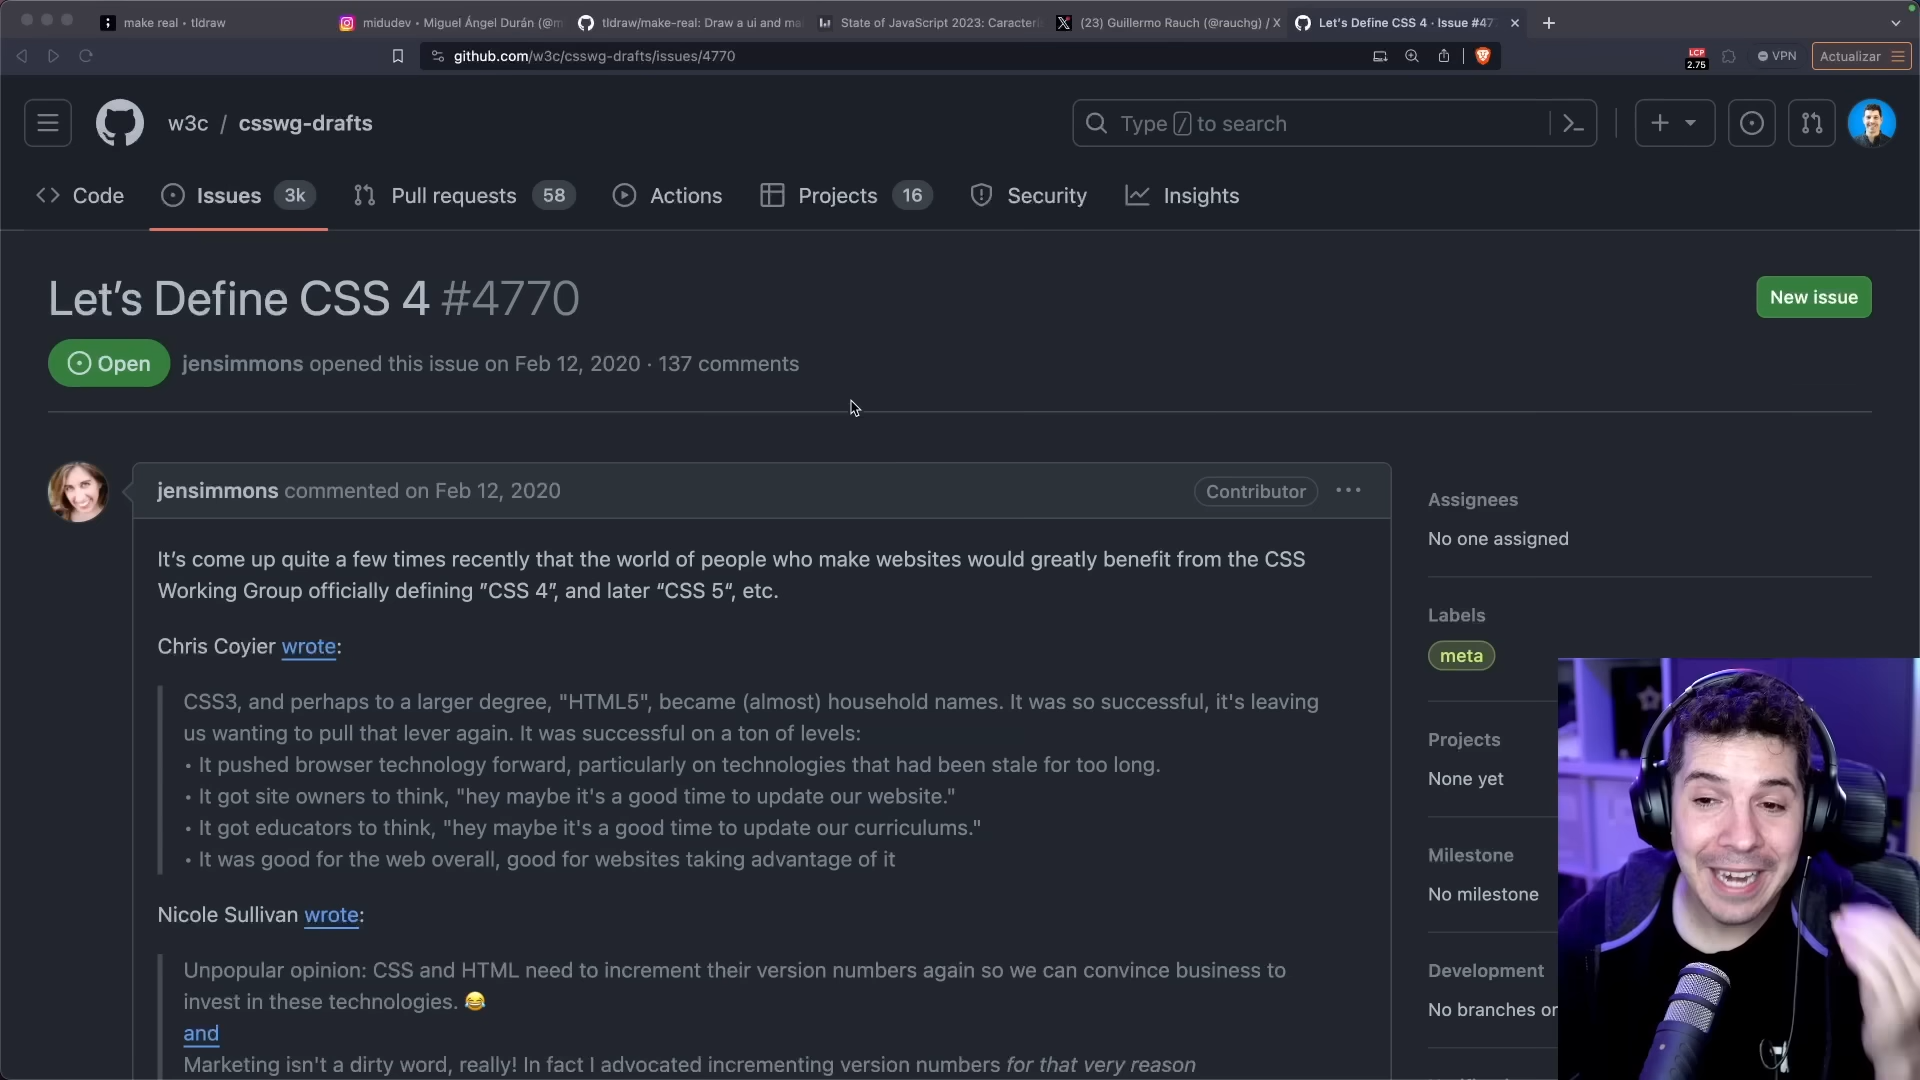 make real • tldraw
midudev • Miguel Ángel Durán (@m
tldraw/make-real: Draw a ui and ma
State of JavaScript 2023: Caracterí
(23) Guillermo Rauch (@rauchg) / X
Let's Define CSS 4 · Issue #477
github.com/w3c/csswg-drafts/issues/4770
LCP
2.75
VPN
Actualizar
w3c / csswg-drafts
Type / to search
Code
Issues 3k
Pull requests 58
Actions
Projects 16
Security
Insights
Let’s Define CSS 4 #4770
New issue
Open
jensimmons opened this issue on Feb 12, 2020 · 137 comments
jensimmons commented on Feb 12, 2020
Contributor
It’s come up quite a few times recently that the world of people who make websites would greatly benefit from the CSS
Working Group officially defining ”CSS 4”, and later “CSS 5“, etc.
Chris Coyier wrote:
CSS3, and perhaps to a larger degree, "HTML5", became (almost) household names. It was so successful, it's leaving
us wanting to pull that lever again. It was successful on a ton of levels:
• It pushed browser technology forward, particularly on technologies that had been stale for too long.
• It got site owners to think, "hey maybe it's a good time to update our website."
• It got educators to think, "hey maybe it's a good time to update our curriculums."
• It was good for the web overall, good for websites taking advantage of it
Nicole Sullivan wrote:
Unpopular opinion: CSS and HTML need to increment their version numbers again so we can convince business to
invest in these technologies. 😂
and
Marketing isn't a dirty word, really! In fact I advocated incrementing version numbers for that very reason
Assignees
No one assigned
Labels
meta
Projects
None yet
Milestone
No milestone
Development
No branches or